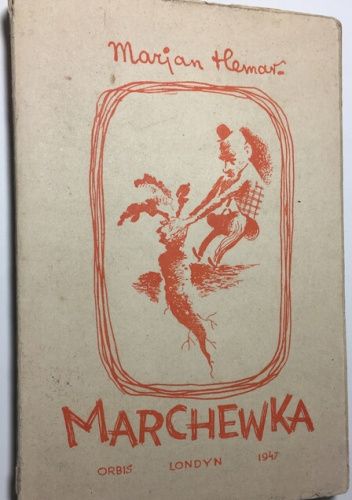 Marjan Hemar
MARCHEWKA
ORBIS LONDYN 1947